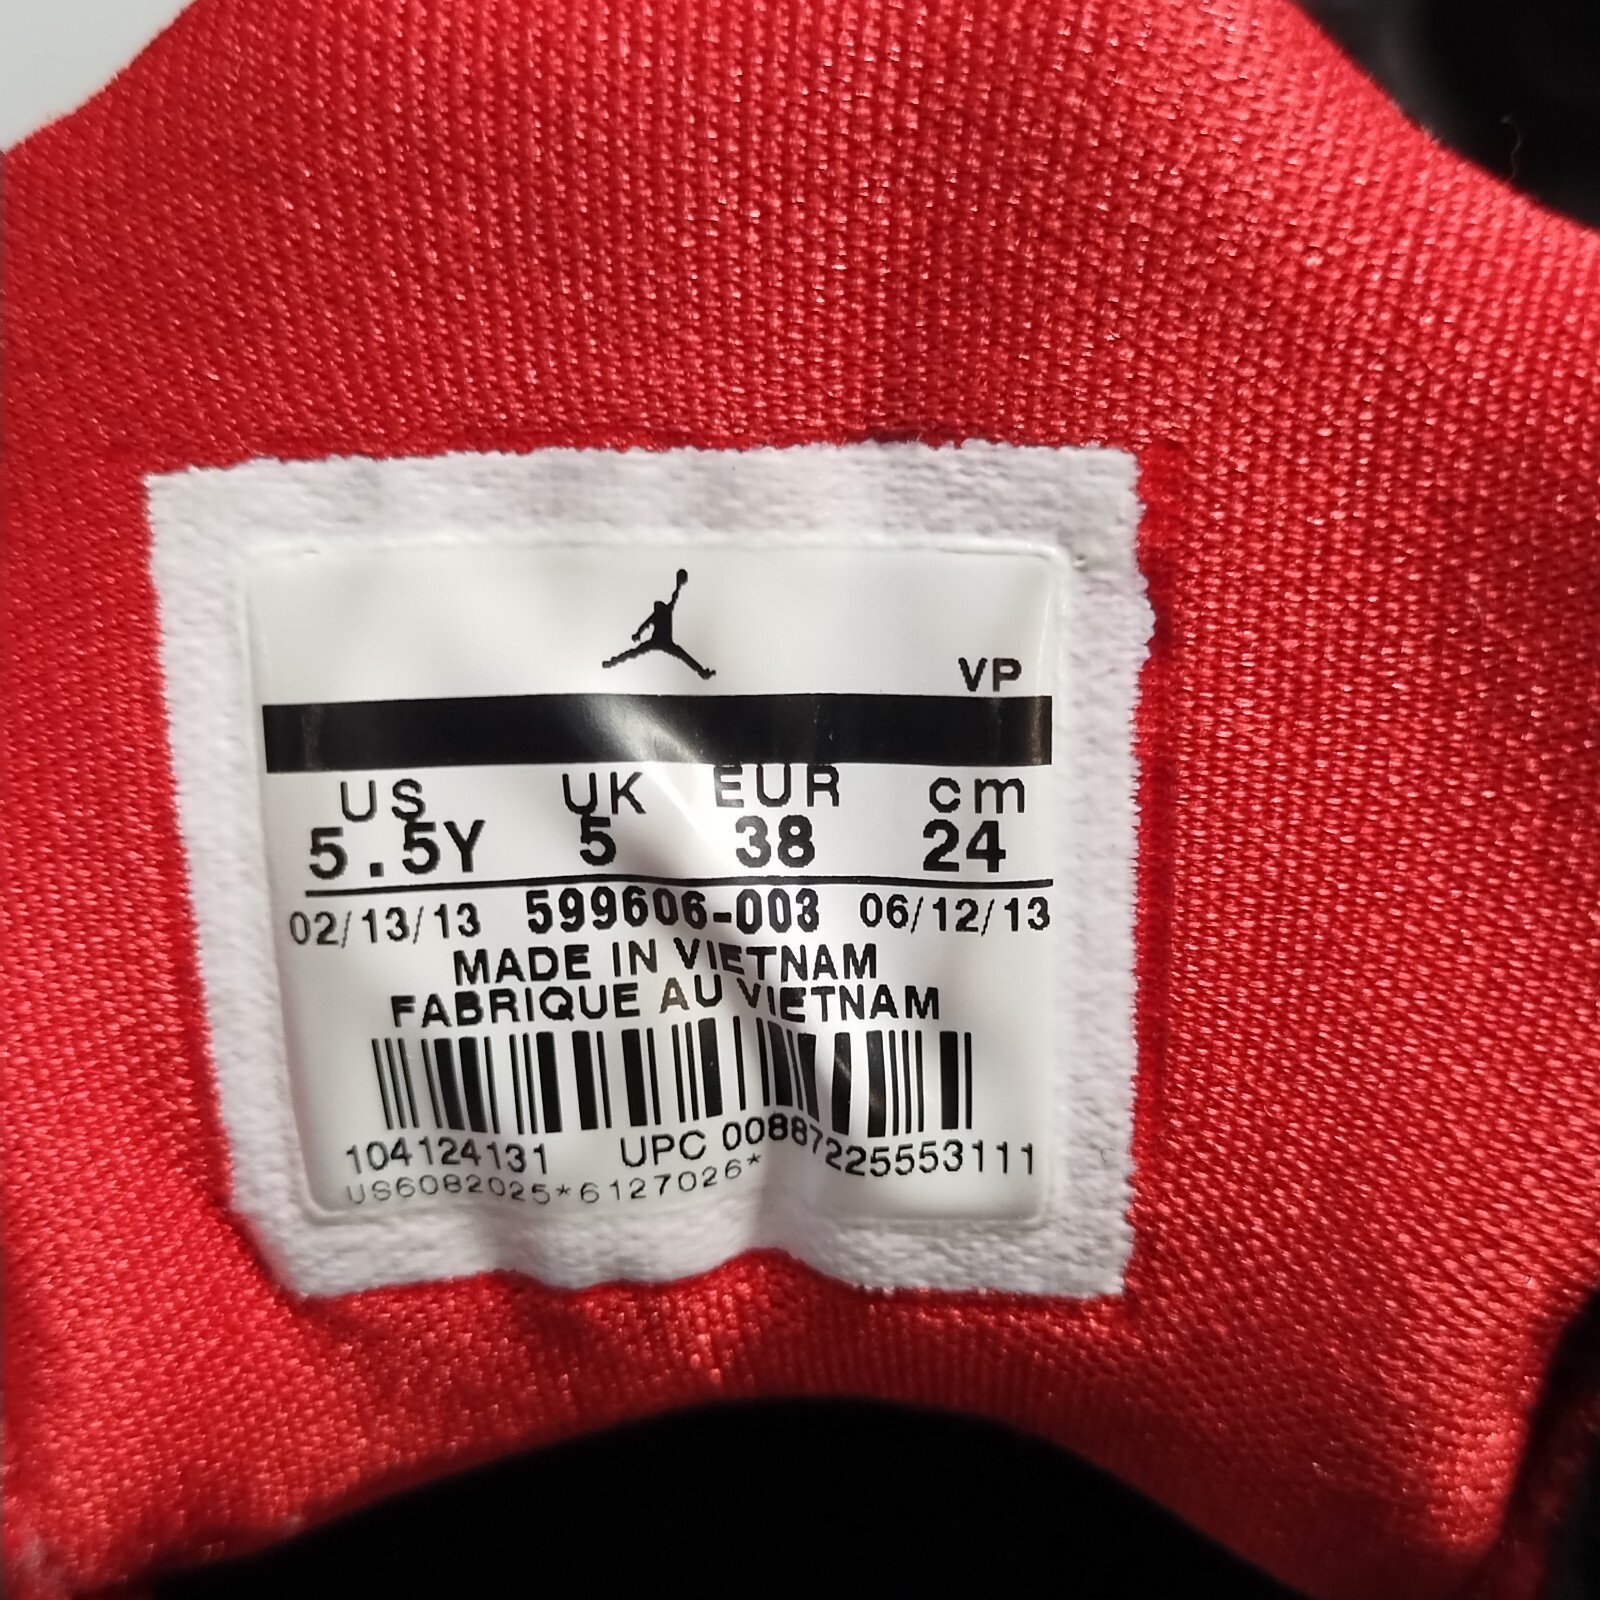 VP
US UK EUR cm
5.5Y 5 38 24
02/13/13 599606-003 06/12/13
MADE IN VIETNAM
FABRIQUE AU VIETNAM
104124131 UPC 00887225553111
US6082025*6127026*